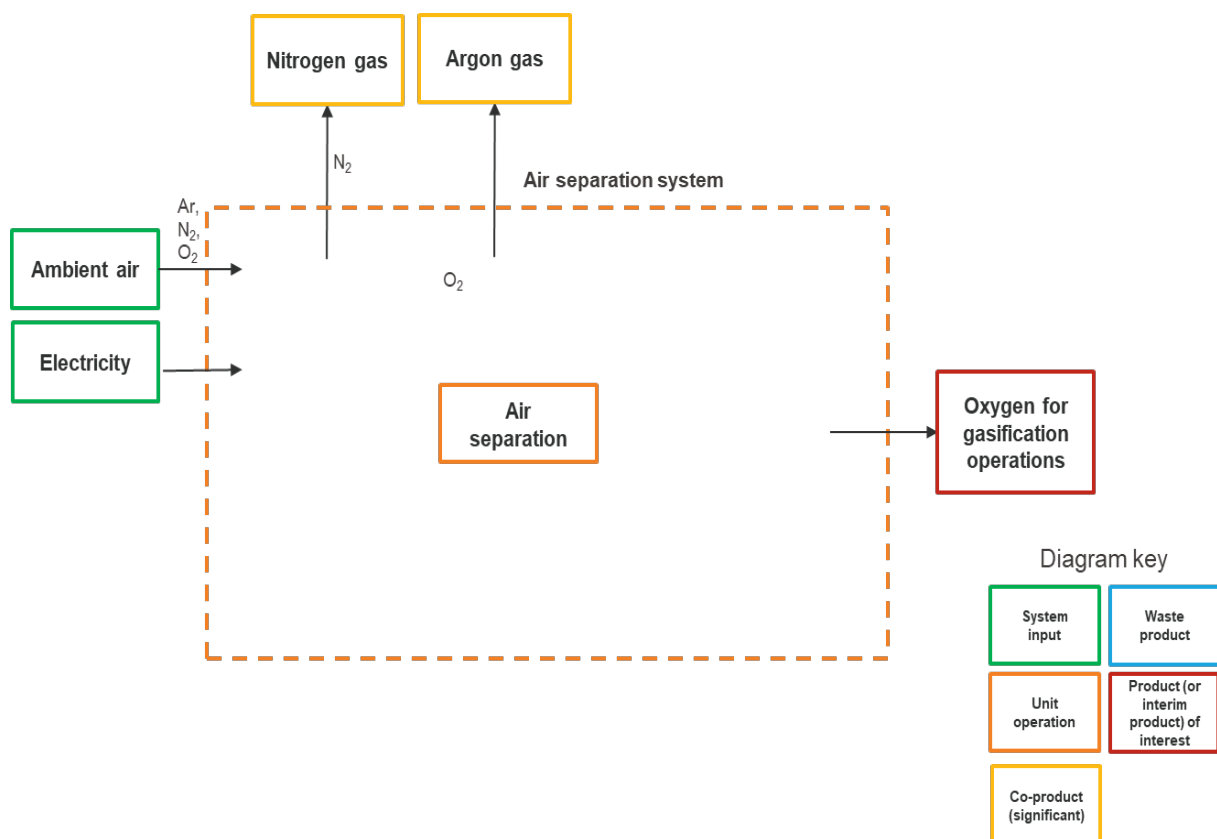 Nitrogen gas
Argon gas
N₂
Air separation system
Ar,
N₂,
O₂
Ambient air
O₂
Electricity
Air
separation
Oxygen for
gasification
operations
Diagram key
System
input
Waste
product
Unit
operation
Product (or
interim
product) of
interest
Co-product
(significant)